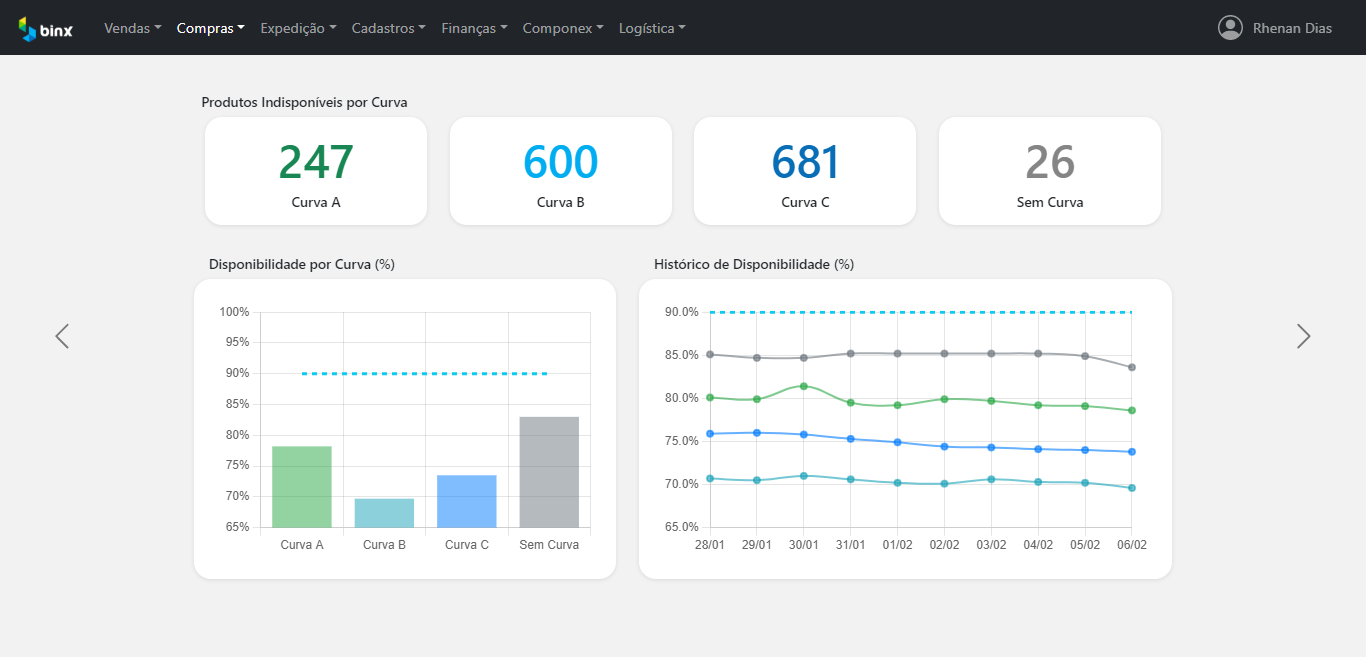 binx Vendas Compras Expedição Cadastros Finanças Componex Logística Rhenan Dias
Produtos Indisponíveis por Curva
247 600 681 26
Curva A Curva B Curva C Sem Curva
Disponibilidade por Curva (%)
100%
95%
90%
85%
80%
75%
70%
65%
Curva A Curva B Curva C Sem Curva
Histórico de Disponibilidade (%)
90.0%
85.0%
80.0%
75.0%
70.0%
65.0%
28/01 29/01 30/01 31/01 01/02 02/02 03/02 04/02 05/02 06/02